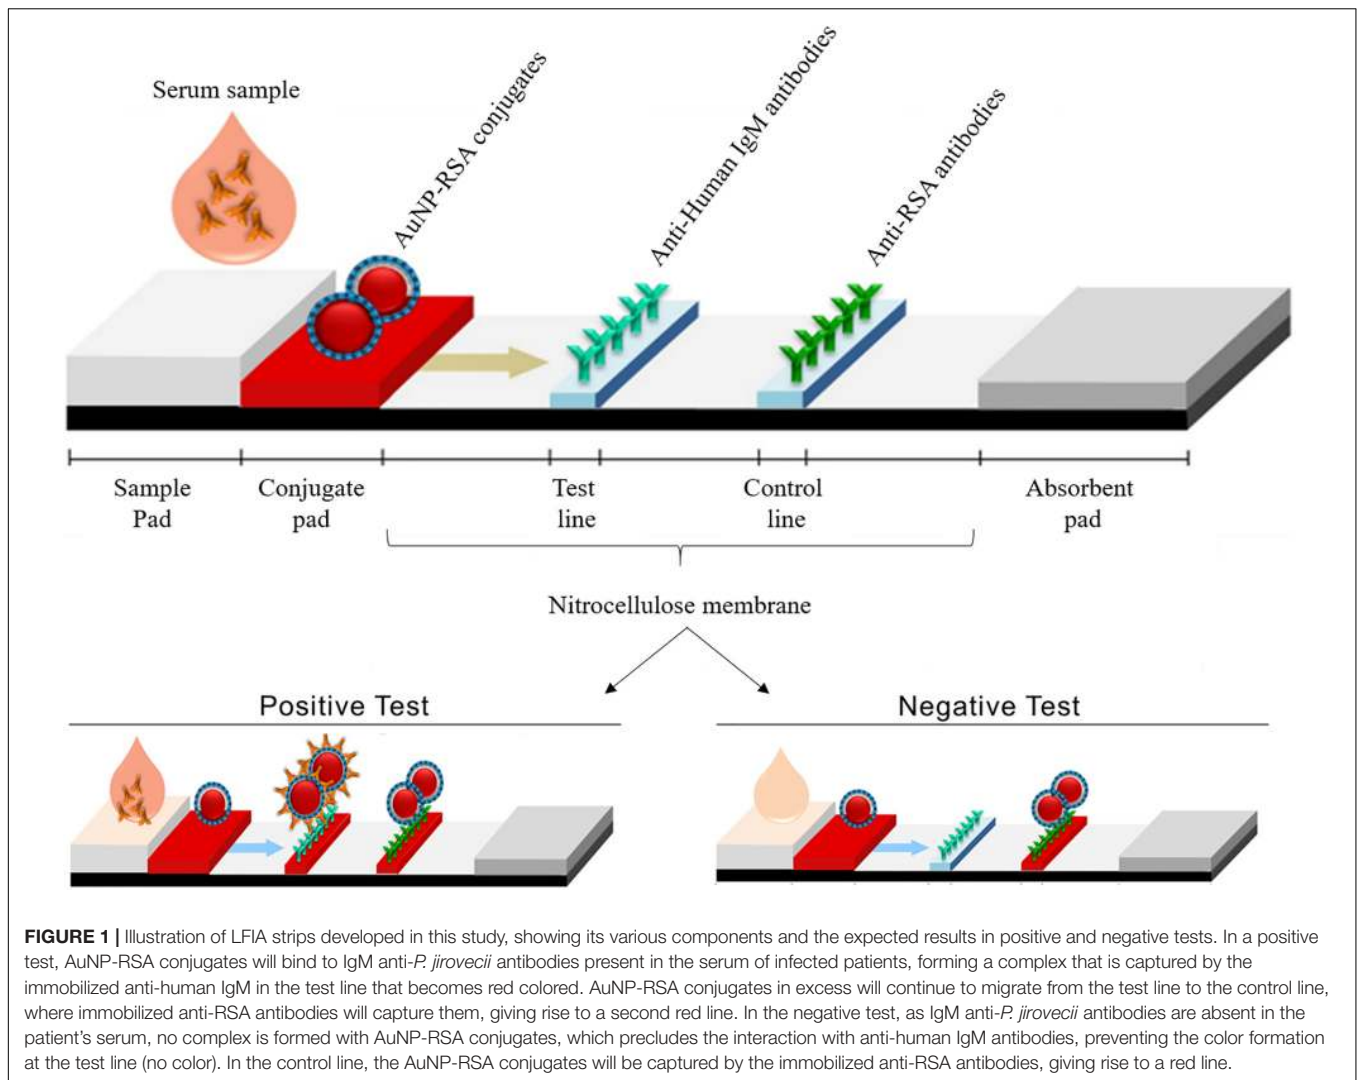 Serum sample
AuNP-RSA conjugates
Anti-Human IgM antibodies
Anti-RSA antibodies
Sample
Pad
Conjugate
pad
Test
line
Control
line
Absorbent
pad
Nitrocellulose membrane
Positive Test
Negative Test
FIGURE 1 | Illustration of LFIA strips developed in this study, showing its various components and the expected results in positive and negative tests. In a positive
test, AuNP-RSA conjugates will bind to IgM anti-P. jirovecii antibodies present in the serum of infected patients, forming a complex that is captured by the
immobilized anti-human IgM in the test line that becomes red colored. AuNP-RSA conjugates in excess will continue to migrate from the test line to the control line,
where immobilized anti-RSA antibodies will capture them, giving rise to a second red line. In the negative test, as IgM anti-P. jirovecii antibodies are absent in the
patient's serum, no complex is formed with AuNP-RSA conjugates, which precludes the interaction with anti-human IgM antibodies, preventing the color formation
at the test line (no color). In the control line, the AuNP-RSA conjugates will be captured by the immobilized anti-RSA antibodies, giving rise to a red line.